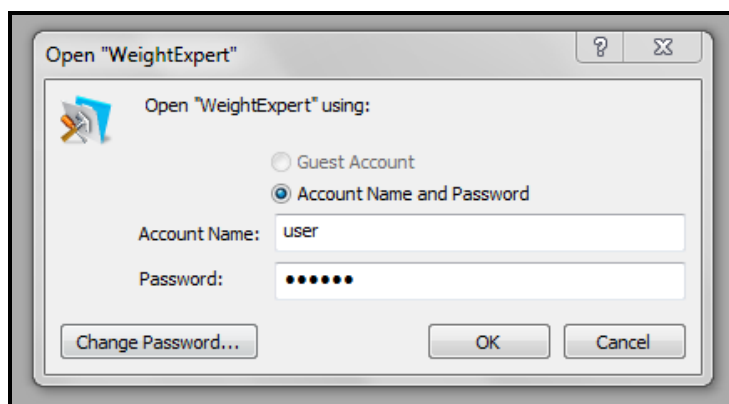 Open "WeightExpert"
Open "WeightExpert" using:
Guest Account
Account Name and Password
Account Name: user
Password: ••••••
Change Password... OK Cancel